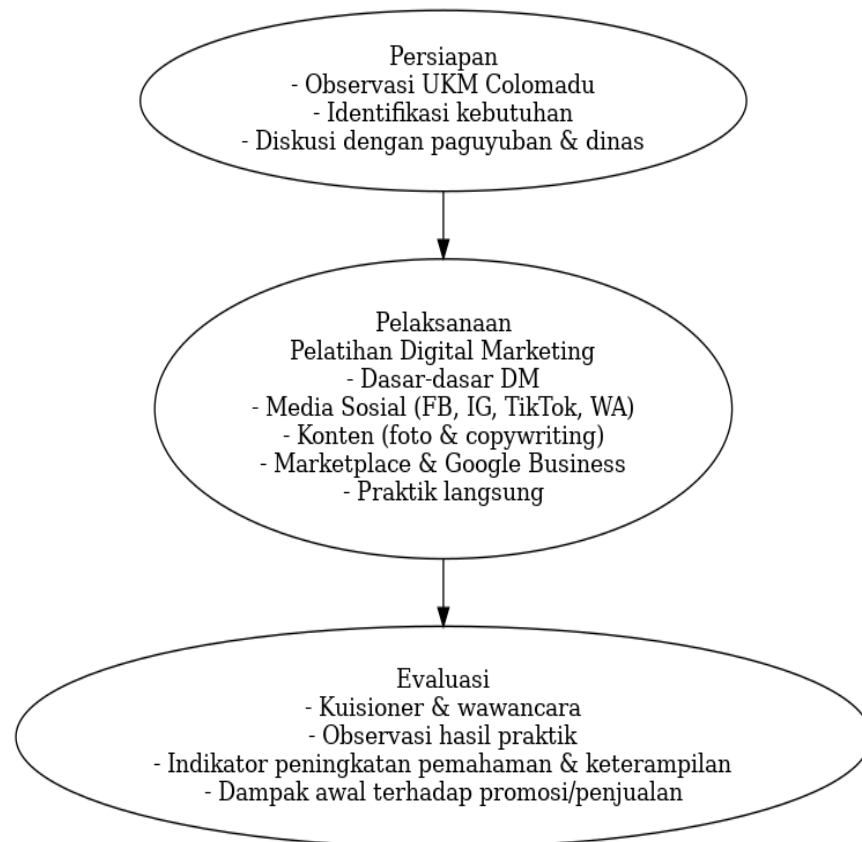 Persiapan
- Observasi UKM Colomadu
- Identifikasi kebutuhan
- Diskusi dengan paguyuban & dinas
Pelaksanaan
Pelatihan Digital Marketing
- Dasar-dasar DM
- Media Sosial (FB, IG, TikTok, WA)
- Konten (foto & copywriting)
- Marketplace & Google Business
- Praktik langsung
Evaluasi
- Kuisioner & wawancara
- Observasi hasil praktik
- Indikator peningkatan pemahaman & keterampilan
- Dampak awal terhadap promosi/penjualan